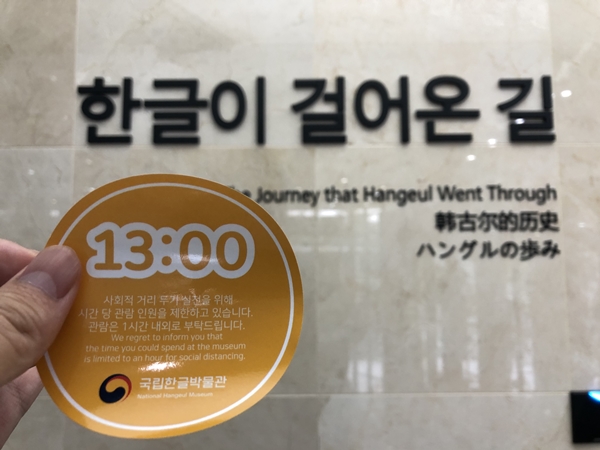 한글이 걸어온 길
The Journey that Hangeul Went Through
韩古尔的历史
ハングルの歩み
13:00
사회적 거리 두기 실천을 위해
시간 당 관람 인원을 제한하고 있습니다.
관람은 1시간 내외로 부탁드립니다.
We regret to inform you that
the time you could spend at the museum
is limited to an hour for social distancing.
국립한글박물관
National Hangeul Museum